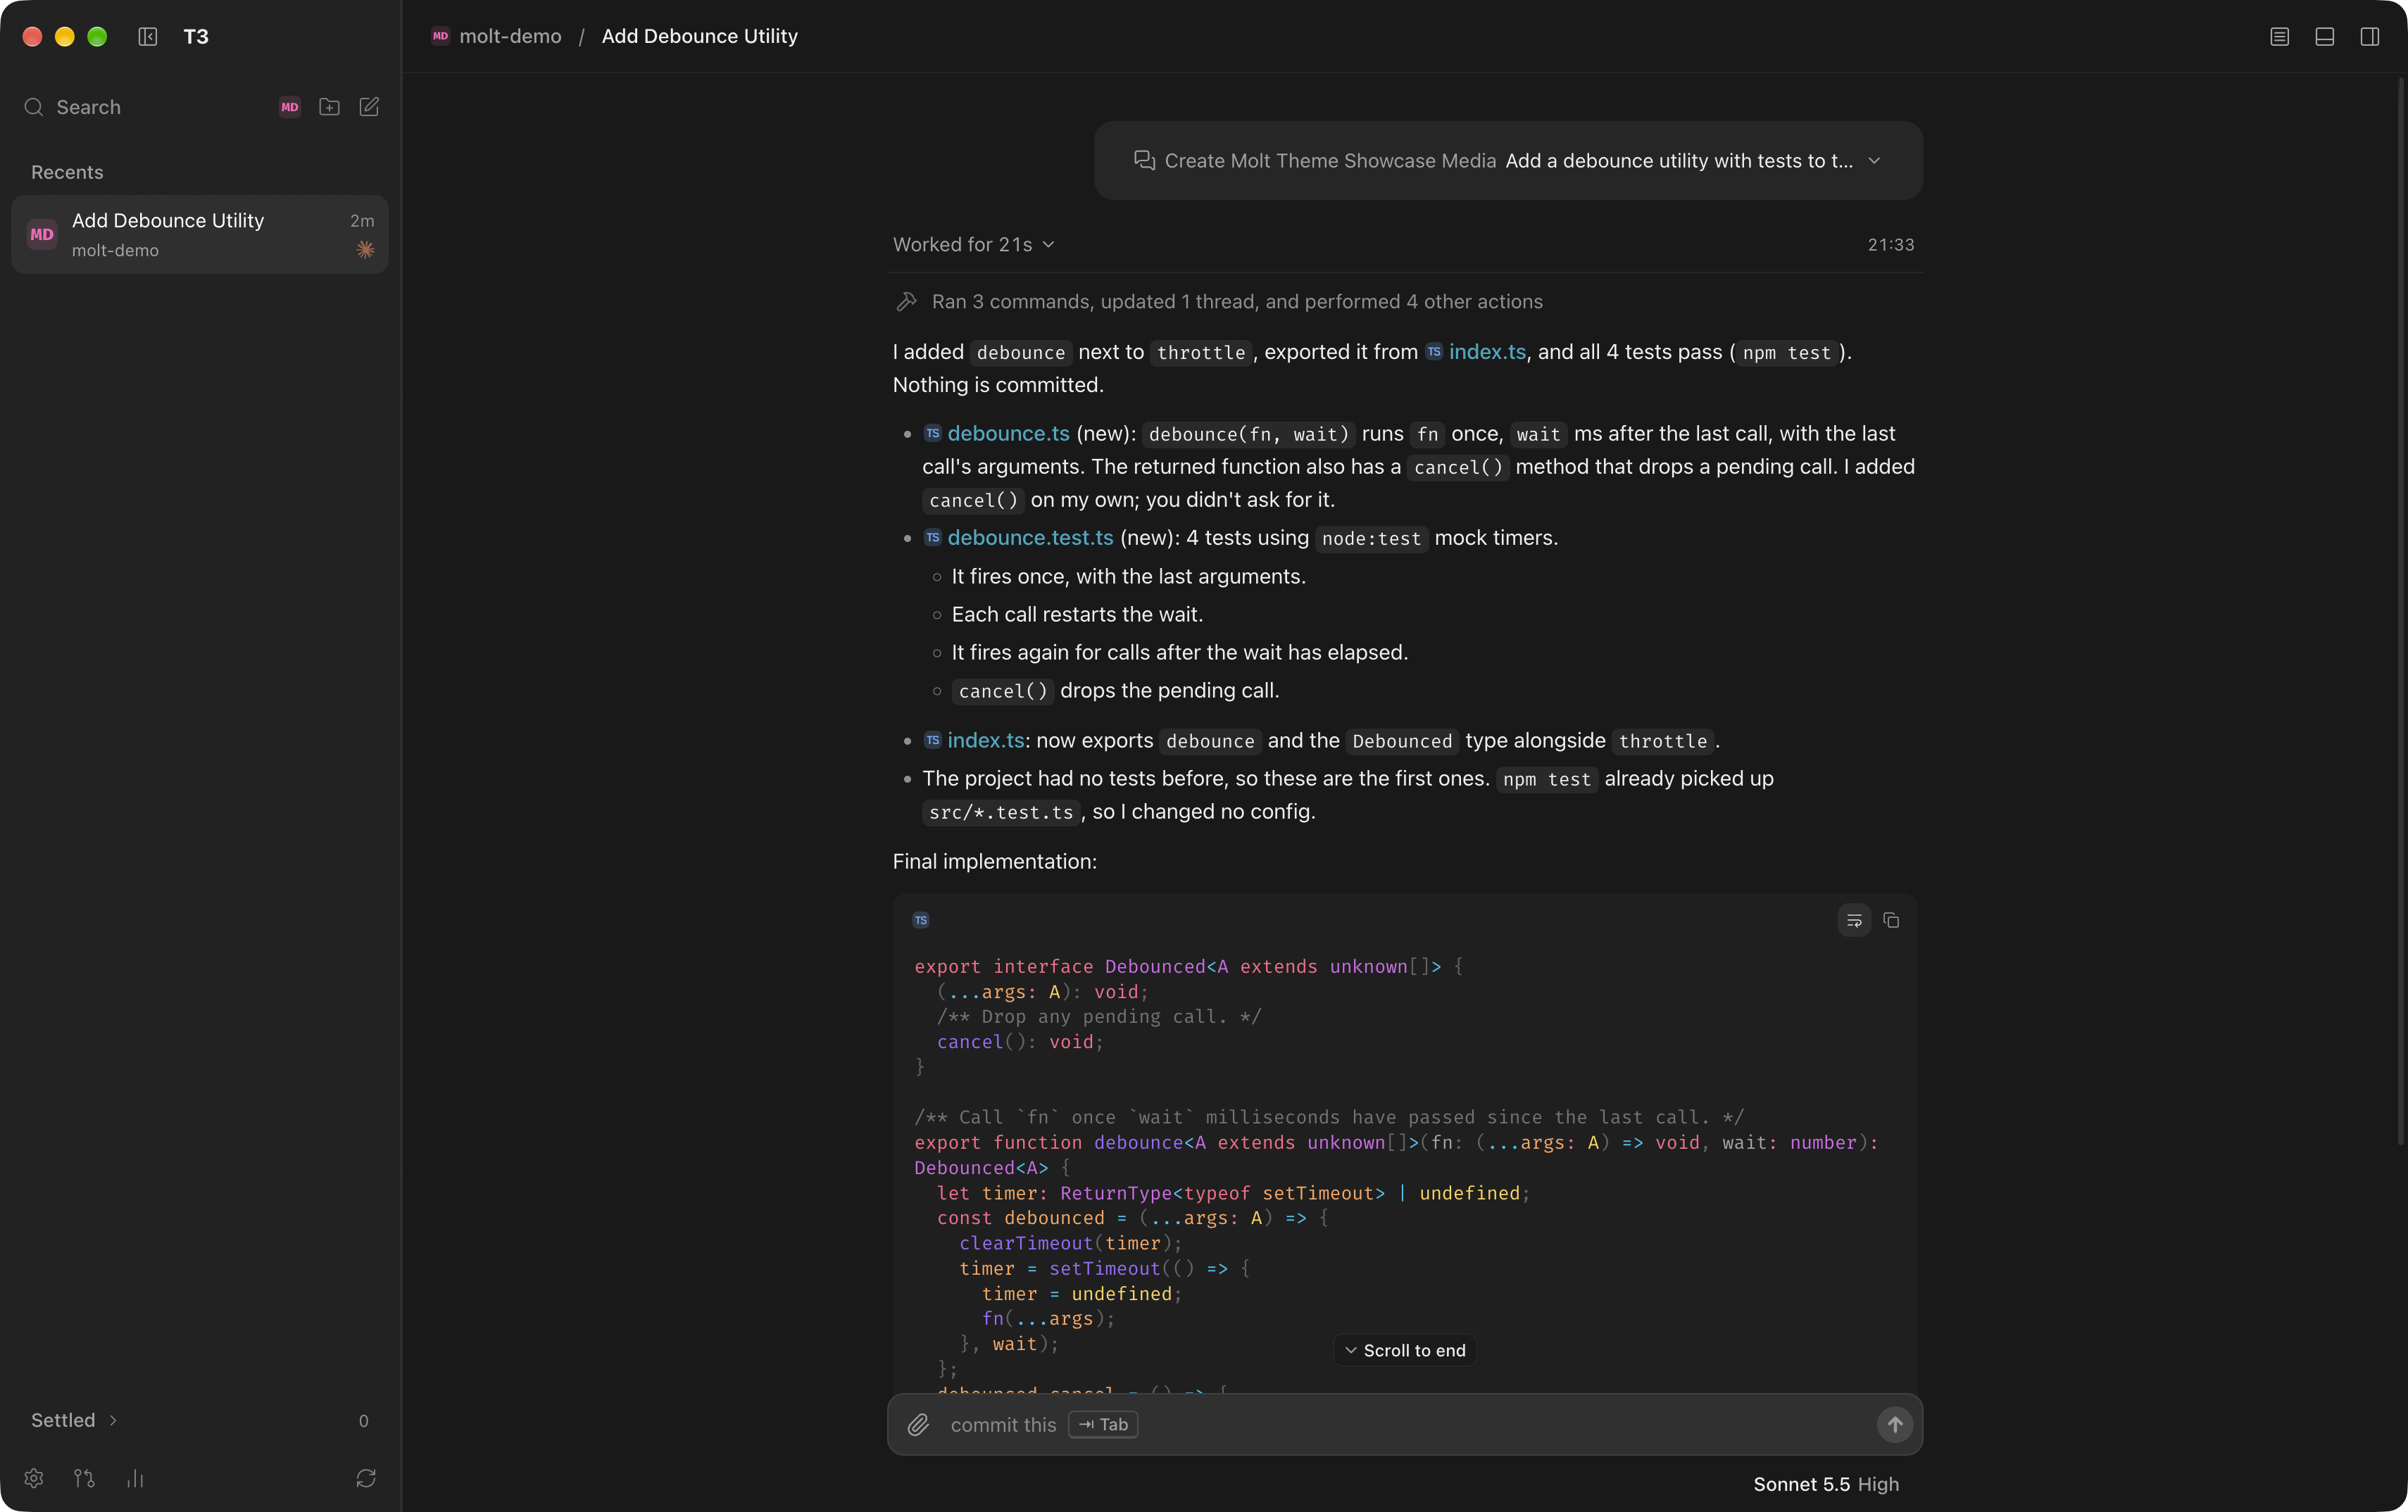 T3
MD molt-demo / Add Debounce Utility
Search
MD
Recents
MD
Add Debounce Utility 2m
molt-demo
Create Molt Theme Showcase Media Add a debounce utility with tests to t...
Worked for 21s 21:33
Ran 3 commands, updated 1 thread, and performed 4 other actions
I added debounce next to throttle, exported it from TS index.ts, and all 4 tests pass (npm test).
Nothing is committed.
TS debounce.ts (new): debounce(fn, wait) runs fn once, wait ms after the last call, with the last
call's arguments. The returned function also has a cancel() method that drops a pending call. I added
cancel() on my own; you didn't ask for it.
TS debounce.test.ts (new): 4 tests using node:test mock timers.
It fires once, with the last arguments.
Each call restarts the wait.
It fires again for calls after the wait has elapsed.
cancel() drops the pending call.
TS index.ts: now exports debounce and the Debounced type alongside throttle.
The project had no tests before, so these are the first ones. npm test already picked up
src/*.test.ts, so I changed no config.
Final implementation:
TS
export interface Debounced<A extends unknown[]> {
  (...args: A): void;
  /** Drop any pending call. */
  cancel(): void;
}
/** Call `fn` once `wait` milliseconds have passed since the last call. */
export function debounce<A extends unknown[]>(fn: (...args: A) => void, wait: number):
Debounced<A> {
  let timer: ReturnType<typeof setTimeout> | undefined;
  const debounced = (...args: A) => {
    clearTimeout(timer);
    timer = setTimeout(() => {
      timer = undefined;
      fn(...args);
    }, wait);
  };
  debounced.cancel = () => {
Scroll to end
commit this Tab
Sonnet 5.5 High
Settled 0